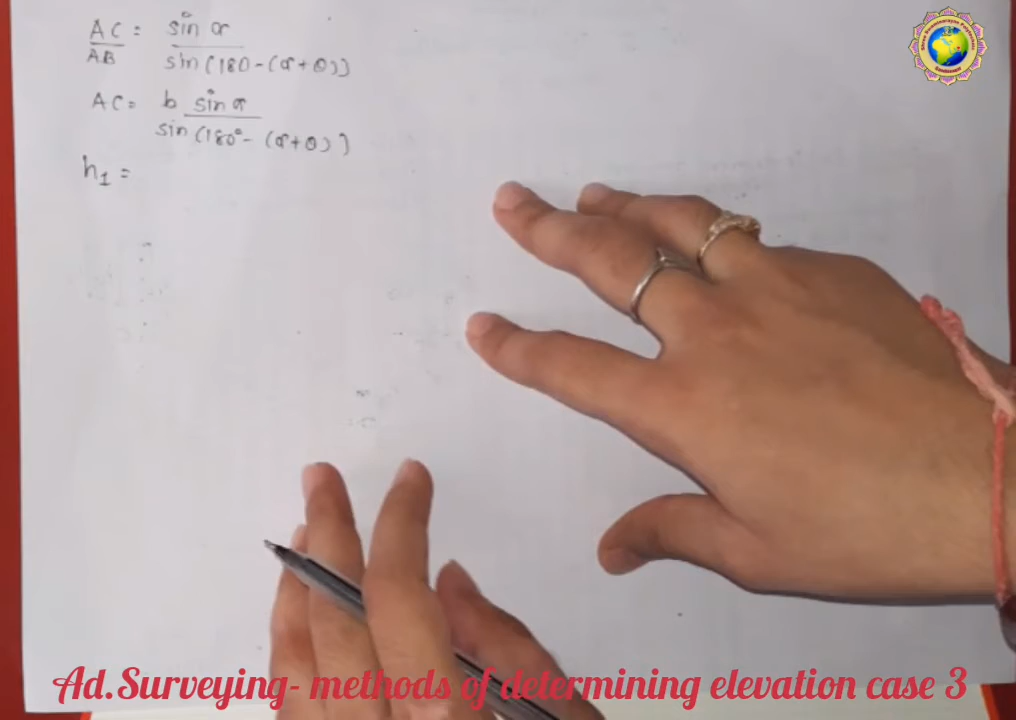 AC = sin α
AB sin (180 - (α + θ))
AC = b sin α
sin (180° - (α + θ))
h1 =
Ad.Surveying- methods of determining elevation case 3